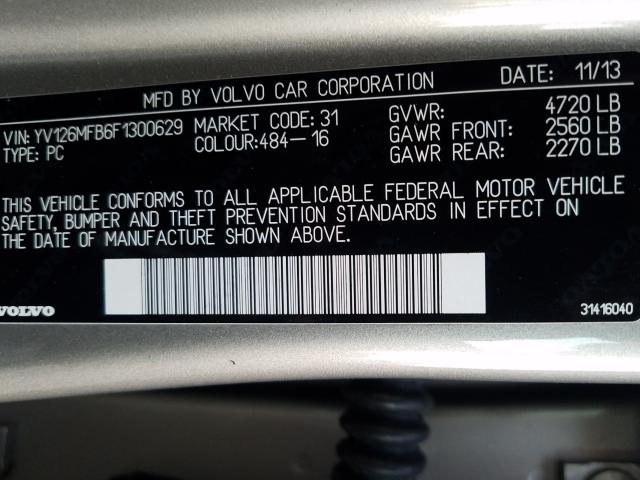 MFD BY VOLVO CAR CORPORATION DATE: 11/13
VIN: YV126MFB6F1300629 MARKET CODE: 31 GVWR: 4720 LB
TYPE: PC COLOUR:484-16 GAWR FRONT: 2560 LB
GAWR REAR: 2270 LB
THIS VEHICLE CONFORMS TO ALL APPLICABLE FEDERAL MOTOR VEHICLE
SAFETY, BUMPER AND THEFT PREVENTION STANDARDS IN EFFECT ON
THE DATE OF MANUFACTURE SHOWN ABOVE.
VOLVO 31416040